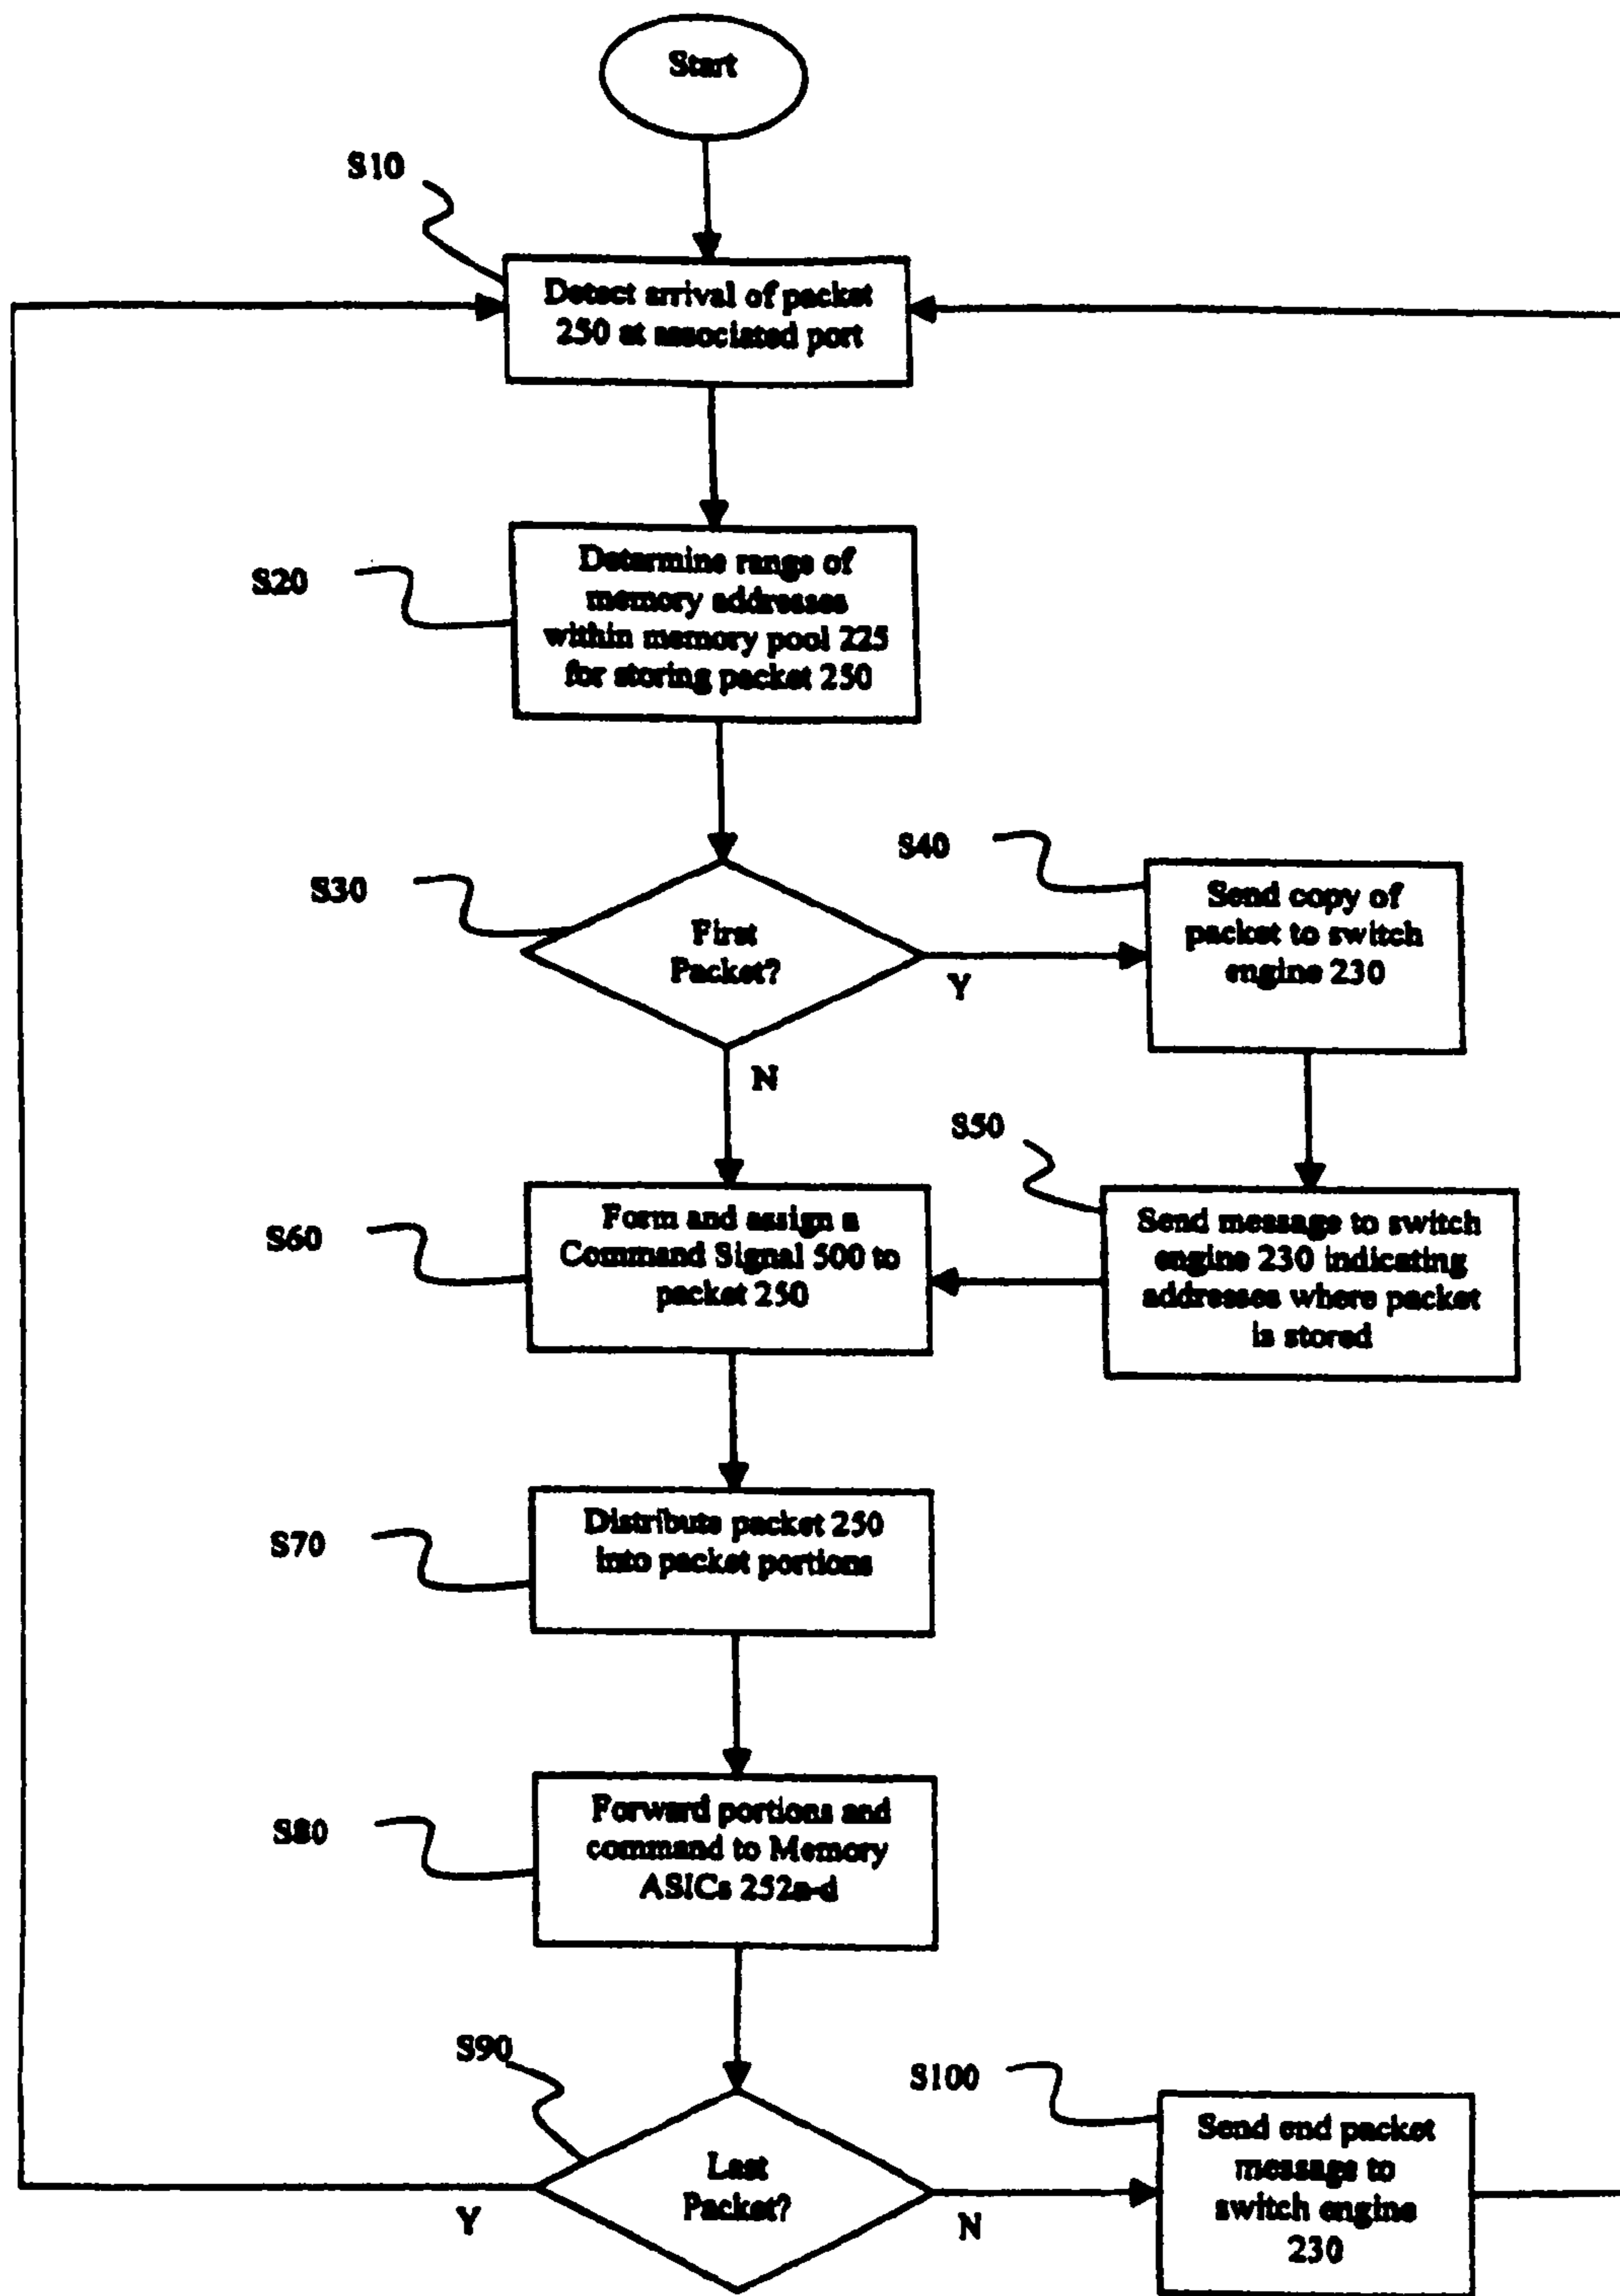 Start
S10
Detect arrival of packet
250 at associated port
S20
Determine range of
memory addresses
within memory pool 225
for storing packet 250
S30
First
Packet?
Y
N
S40
Send copy of
packet to switch
engine 230
S50
Send message to switch
engine 230 indicating
addresses where packet
is stored
S60
Form and assign a
Command Signal 500 to
packet 250
S70
Distribute packet 250
into packet portions
S80
Forward portions and
command to Memory
ASICs 252a-d
S90
Last
Packet?
Y
N
S100
Send end packet
message to
switch engine
230